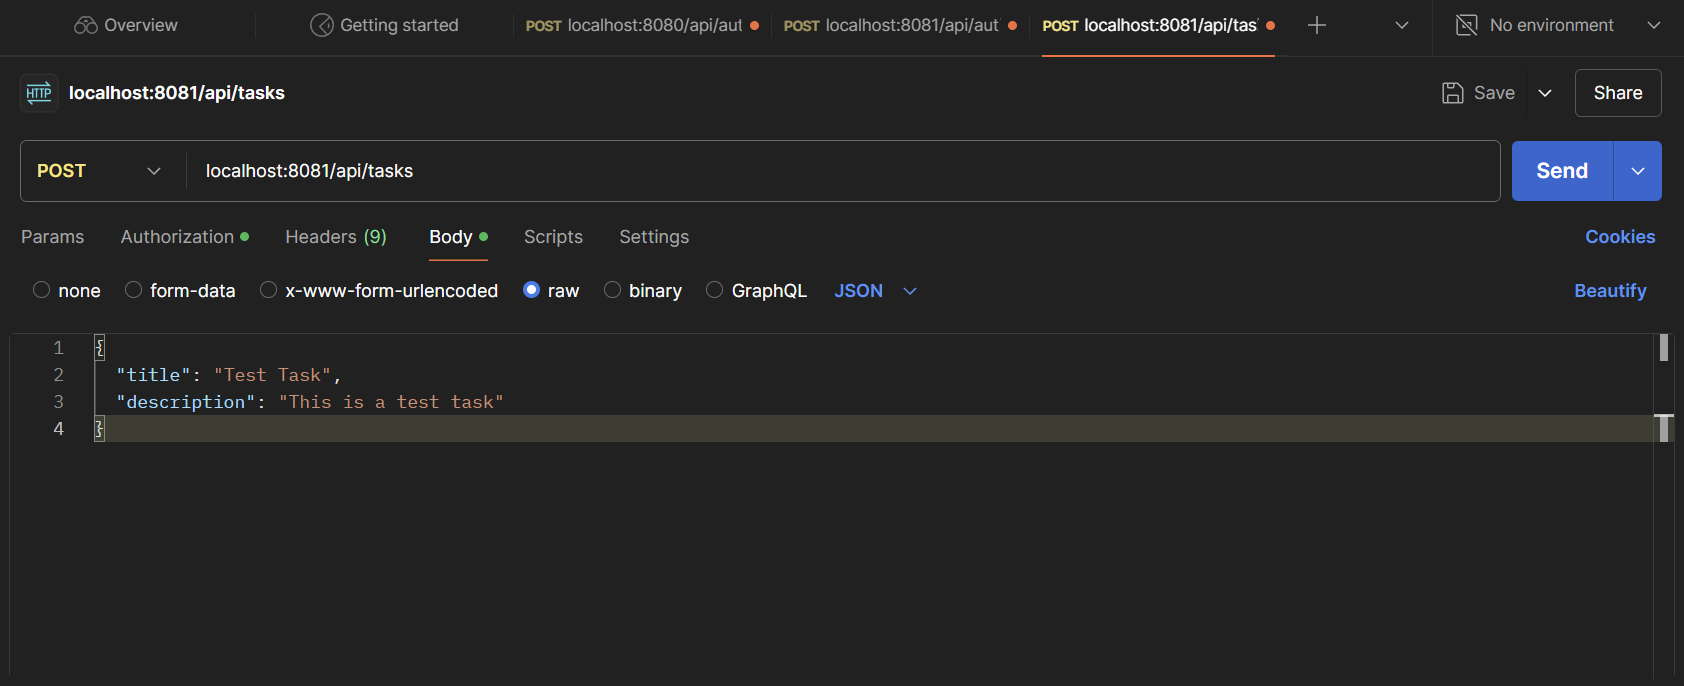 Overview Getting started POST localhost:8080/api/aut POST localhost:8081/api/aut POST localhost:8081/api/tas No environment
HTTP localhost:8081/api/tasks Save Share
POST localhost:8081/api/tasks Send
Params Authorization Headers (9) Body Scripts Settings Cookies
none form-data x-www-form-urlencoded raw binary GraphQL JSON Beautify
1 {
2 "title": "Test Task",
3 "description": "This is a test task"
4 }